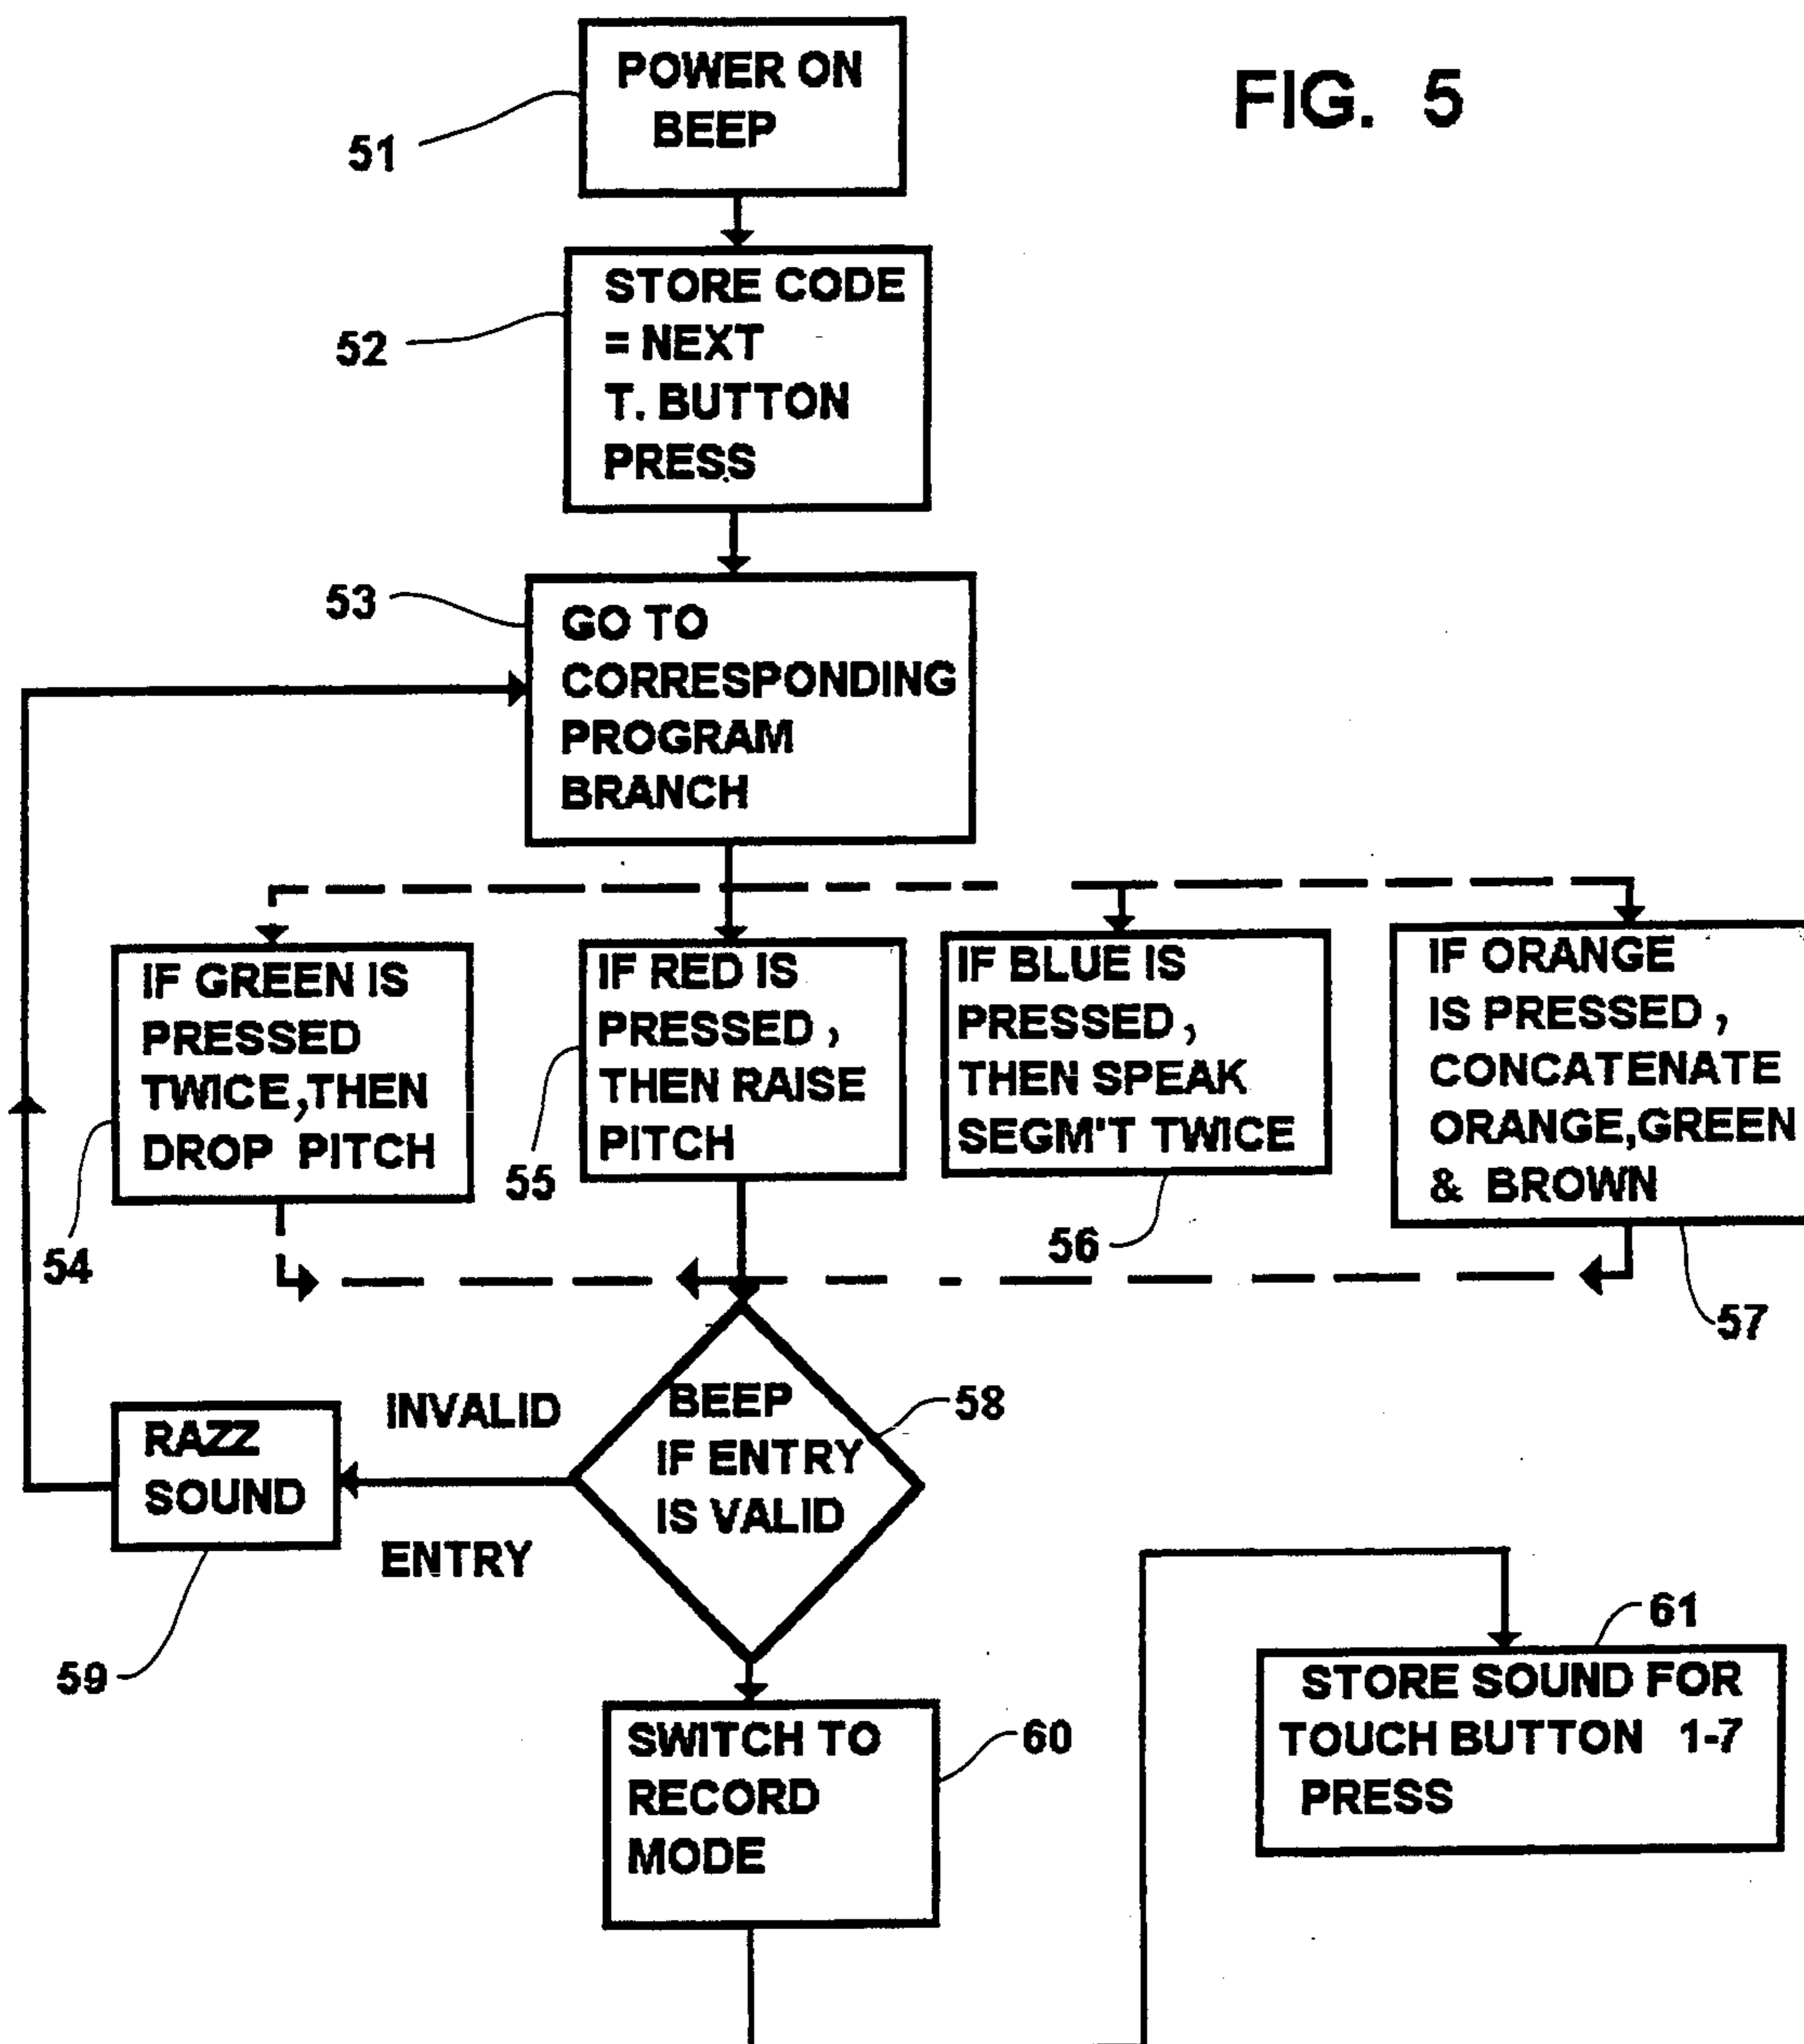 FIG. 5
POWER ON
BEEP
51
STORE CODE
= NEXT
T. BUTTON
PRESS
52
53
GO TO
CORRESPONDING
PROGRAM
BRANCH
IF GREEN IS
PRESSED
TWICE,THEN
DROP PITCH
54
IF RED IS
PRESSED,
THEN RAISE
PITCH
55
IF BLUE IS
PRESSED,
THEN SPEAK
SEGM'T TWICE
56
IF ORANGE
IS PRESSED,
CONCATENATE
ORANGE,GREEN
& BROWN
57
BEEP
IF ENTRY
IS VALID
58
INVALID
ENTRY
RAZZ
SOUND
59
SWITCH TO
RECORD
MODE
60
61
STORE SOUND FOR
TOUCH BUTTON 1-7
PRESS